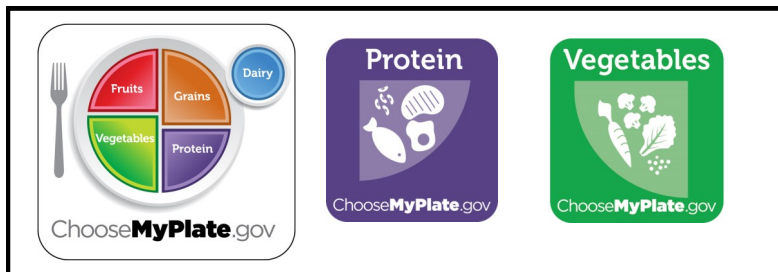 Fruits
Grains
Dairy
Vegetables
Protein
ChooseMyPlate.gov
Protein
ChooseMyPlate.gov
Vegetables
ChooseMyPlate.gov